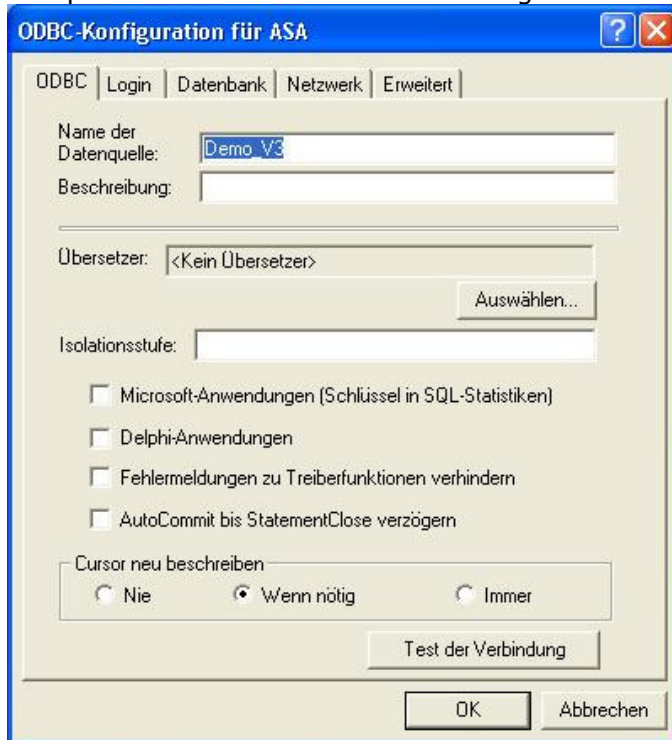 ODBC-Konfiguration für ASA
ODBC Login Datenbank Netzwerk Erweitert
Name der
Datenquelle: Demo_V3
Beschreibung:
Übersetzer: <Kein Übersetzer>
Auswählen...
Isolationsstufe:
Microsoft-Anwendungen (Schlüssel in SQL-Statistiken)
Delphi-Anwendungen
Fehlermeldungen zu Treiberfunktionen verhindern
AutoCommit bis StatementClose verzögern
Cursor neu beschreiben
Nie Wenn nötig Immer
Test der Verbindung
OK Abbrechen